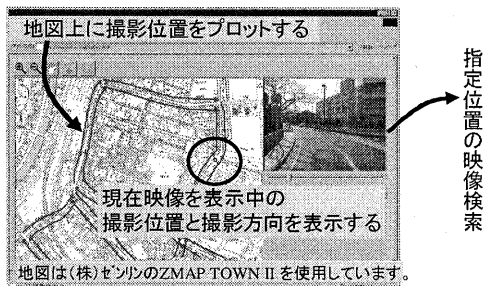 地図上に撮影位置をプロットする
現在映像を表示中の
撮影位置と撮影方向を表示する
地図は(株)ゼンリンのZMAP TOWN II を使用しています。
指定位置の映像検索